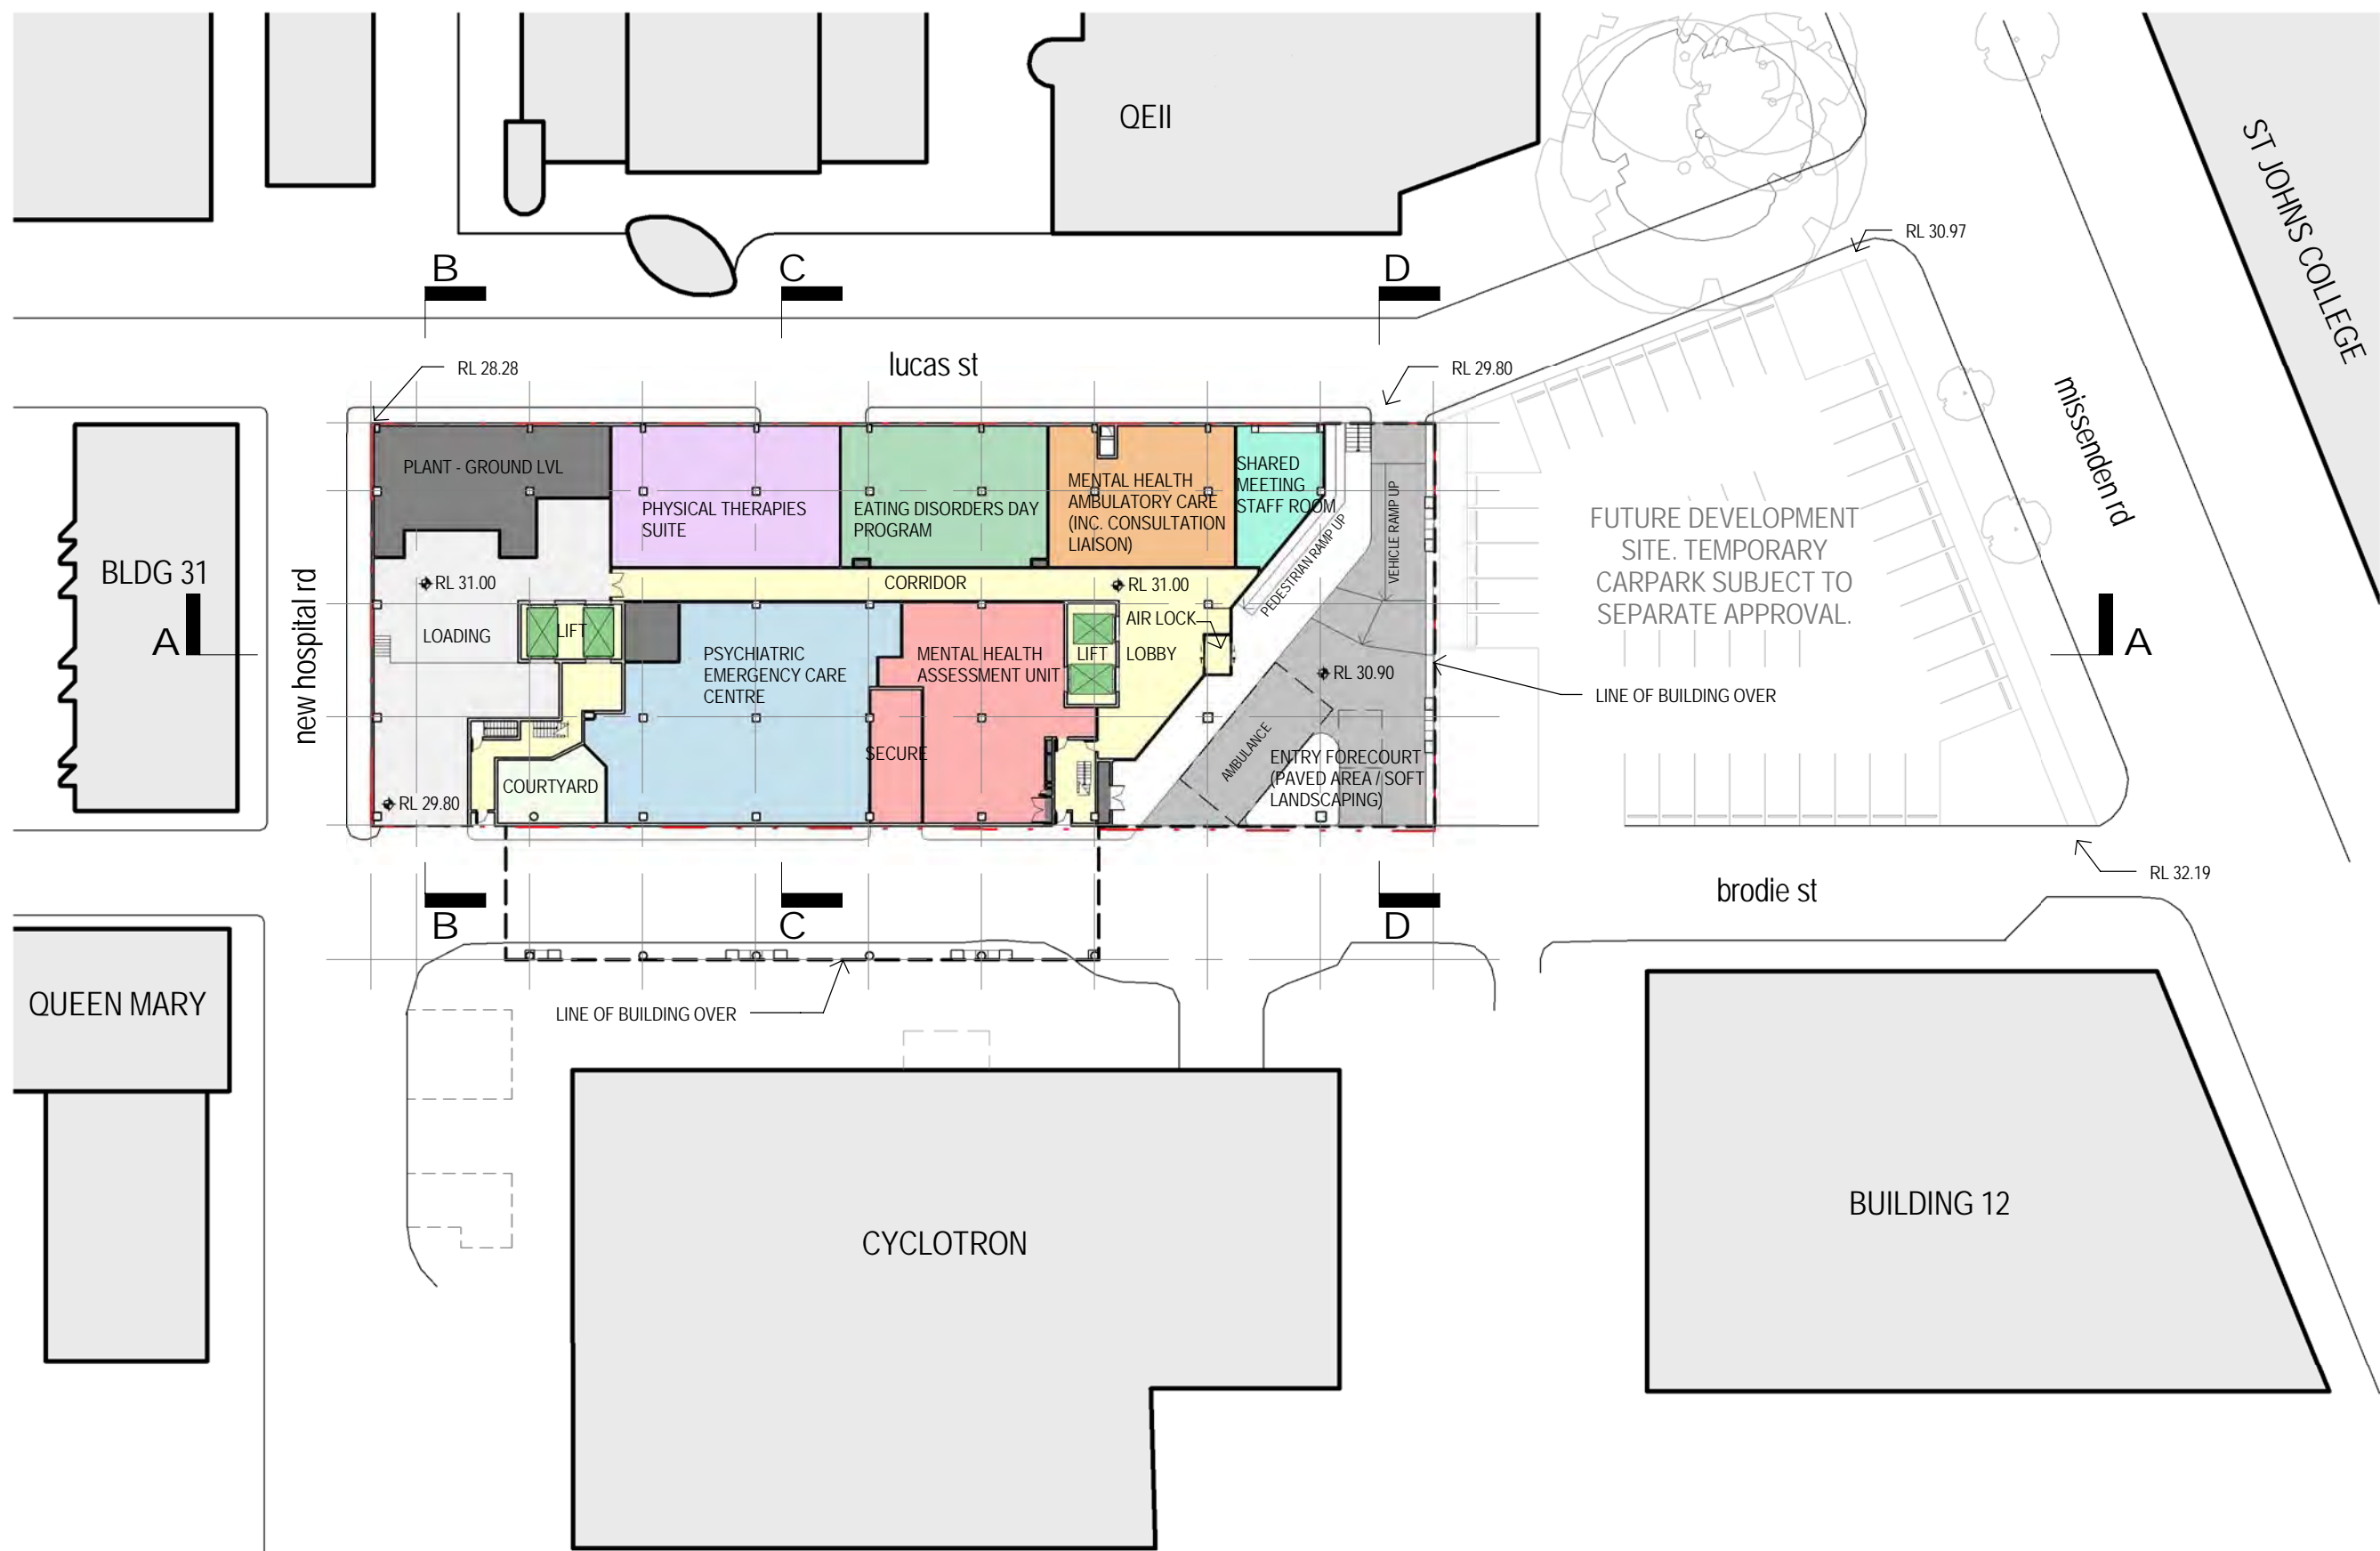 QEII
ST JOHNS COLLEGE
RL 30.97
B
C
D
lucas st
RL 28.28
RL 29.80
missenden rd
PLANT - GROUND LVL
PHYSICAL THERAPIES
SUITE
EATING DISORDERS DAY
PROGRAM
MENTAL HEALTH
AMBULATORY CARE
(INC. CONSULTATION
LIAISON)
SHARED
MEETING
STAFF ROOM
PEDESTRIAN RAMP UP
VEHICLE RAMP UP
FUTURE DEVELOPMENT
SITE. TEMPORARY
CARPARK SUBJECT TO
SEPARATE APPROVAL.
BLDG 31
A
new hospital rd
RL 31.00
CORRIDOR
RL 31.00
AIR LOCK
LOADING
LIFT
PSYCHIATRIC
EMERGENCY CARE
CENTRE
MENTAL HEALTH
ASSESSMENT UNIT
LIFT
LOBBY
RL 30.90
A
LINE OF BUILDING OVER
SECURE
AMBULANCE
ENTRY FORECOURT
(PAVED AREA / SOFT
LANDSCAPING)
COURTYARD
RL 29.80
RL 32.19
brodie st
B
C
D
QUEEN MARY
LINE OF BUILDING OVER
CYCLOTRON
BUILDING 12